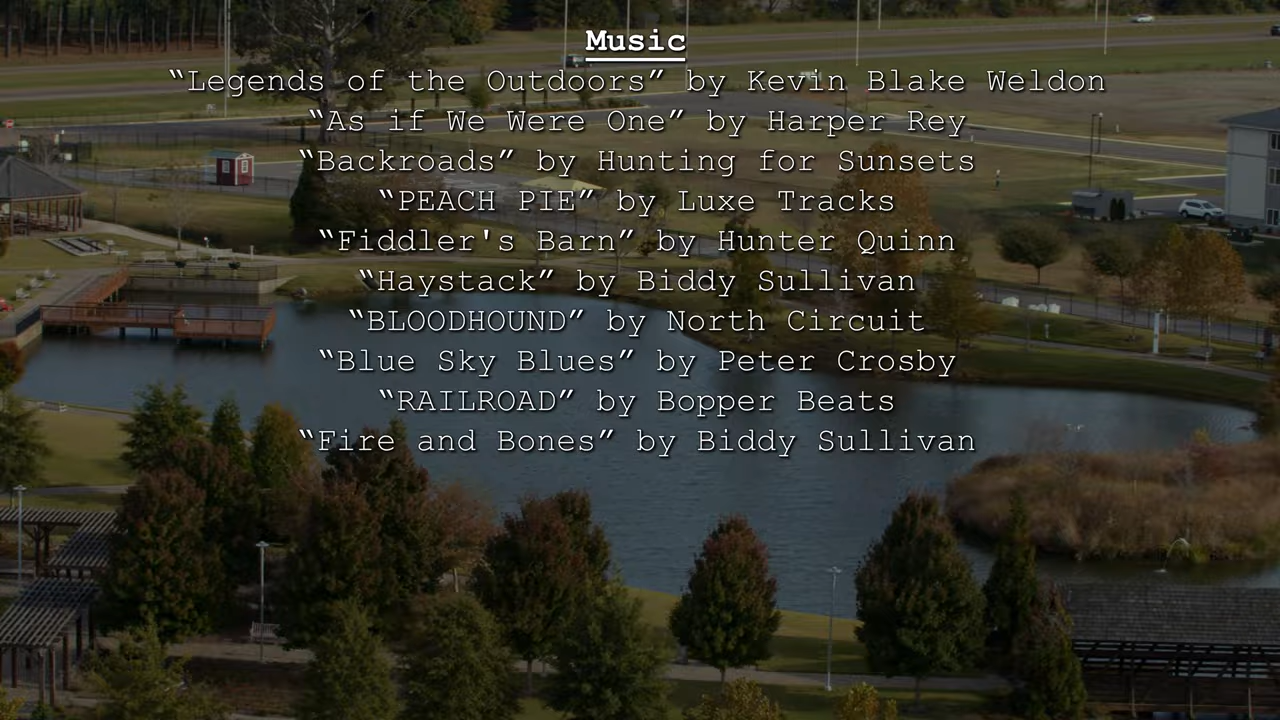 Music
“Legends of the Outdoors” by Kevin Blake Weldon
“As if We Were One” by Harper Rey
“Backroads” by Hunting for Sunsets
“PEACH PIE” by Luxe Tracks
“Fiddler's Barn” by Hunter Quinn
“Haystack” by Biddy Sullivan
“BLOODHOUND” by North Circuit
“Blue Sky Blues” by Peter Crosby
“RAILROAD” by Bopper Beats
“Fire and Bones” by Biddy Sullivan